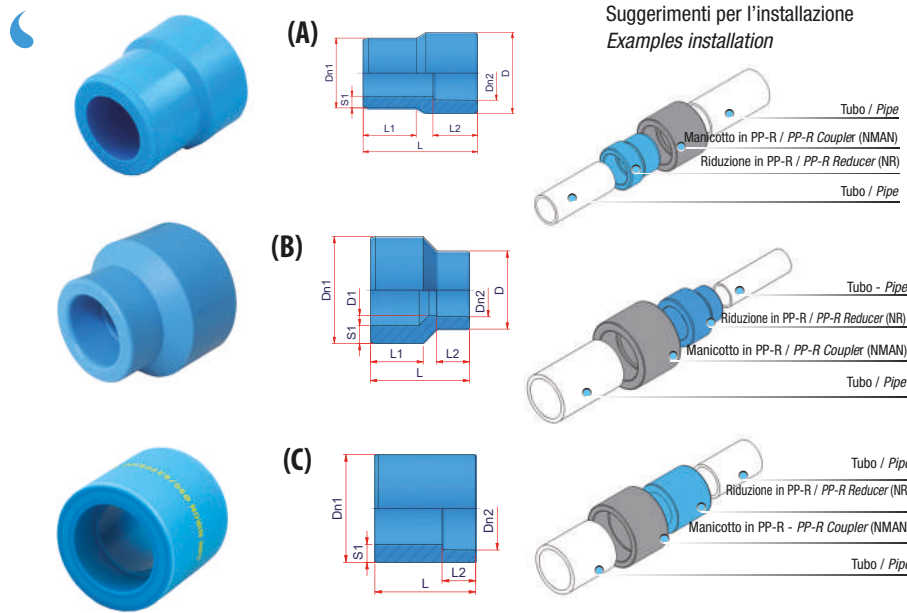 Suggerimenti per l'installazione
Examples installation
(A)
Dn1
S1
L1
L2
L
Dn2
D
Tubo / Pipe
Manicotto in PP-R / PP-R Coupler (NMAN)
Riduzione in PP-R / PP-R Reducer (NR)
Tubo / Pipe
(B)
Dn1
D1
S1
L1
L2
L
Dn2
D
Tubo - Pipe
Riduzione in PP-R / PP-R Reducer (NR)
Manicotto in PP-R / PP-R Coupler (NMAN)
Tubo / Pipe
(C)
Dn1
S1
L2
L
Dn2
Tubo / Pipe
Riduzione in PP-R / PP-R Reducer (NR
Manicotto in PP-R - PP-R Coupler (NMAN
Tubo / Pipe